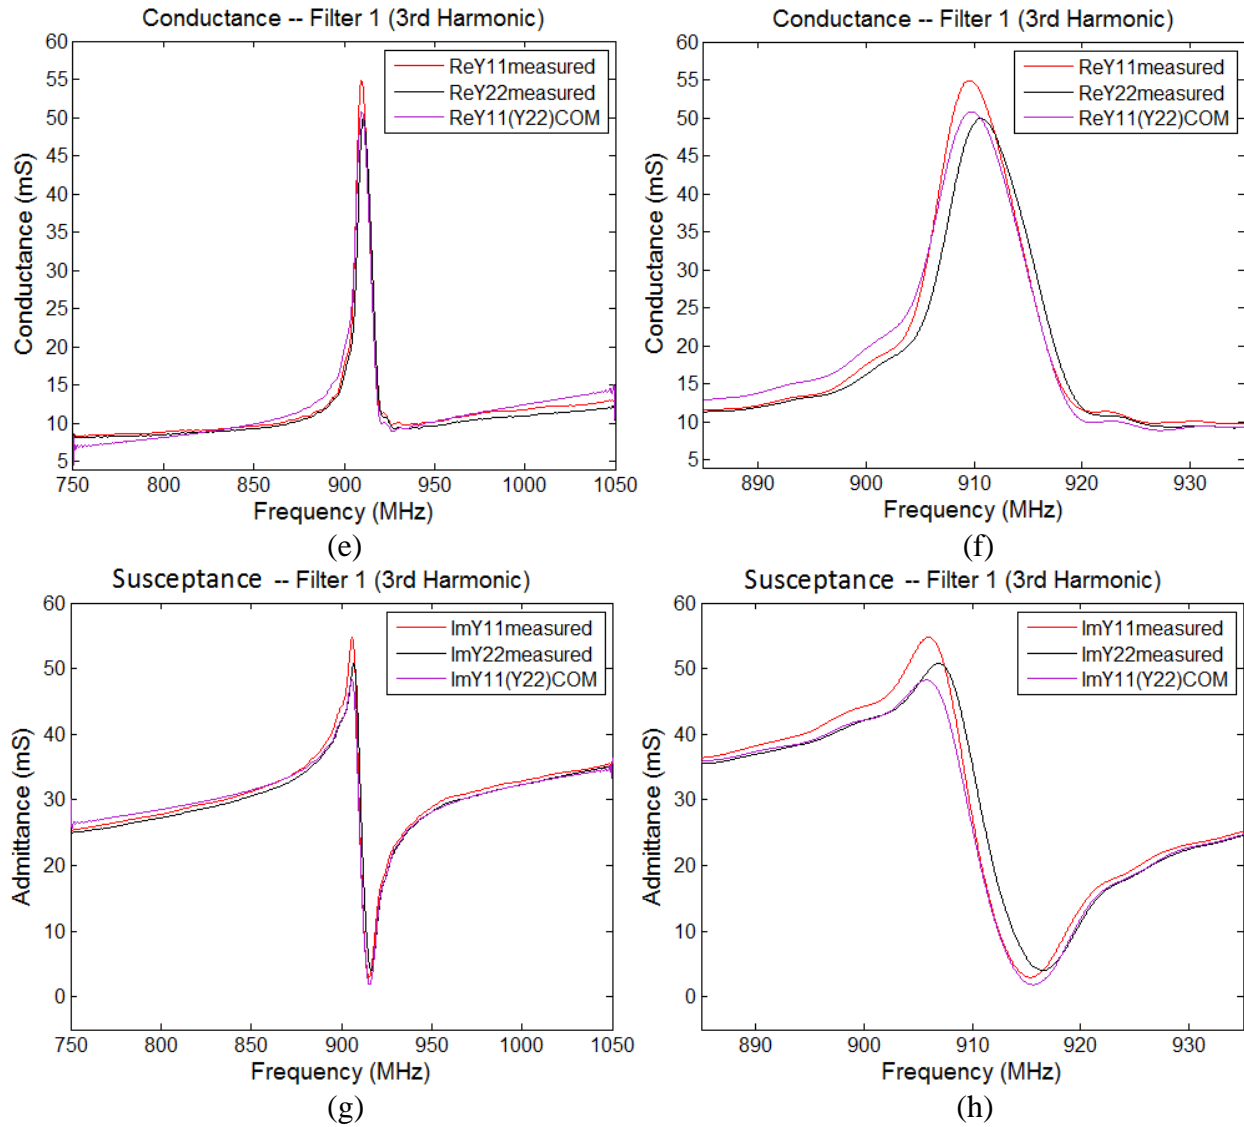 Conductance -- Filter 1 (3rd Harmonic)
60
55
50
45
40
35
30
25
20
15
10
5
Conductance (mS)
ReY11measured
ReY22measured
ReY11(Y22)COM
750 800 850 900 950 1000 1050
Frequency (MHz)
(e)
Conductance -- Filter 1 (3rd Harmonic)
60
55
50
45
40
35
30
25
20
15
10
5
Conductance (mS)
ReY11measured
ReY22measured
ReY11(Y22)COM
890 900 910 920 930
Frequency (MHz)
(f)
Susceptance -- Filter 1 (3rd Harmonic)
60
50
40
30
20
10
0
Admittance (mS)
ImY11measured
ImY22measured
ImY11(Y22)COM
750 800 850 900 950 1000 1050
Frequency (MHz)
(g)
Susceptance -- Filter 1 (3rd Harmonic)
60
50
40
30
20
10
0
Admittance (mS)
ImY11measured
ImY22measured
ImY11(Y22)COM
890 900 910 920 930
Frequency (MHz)
(h)